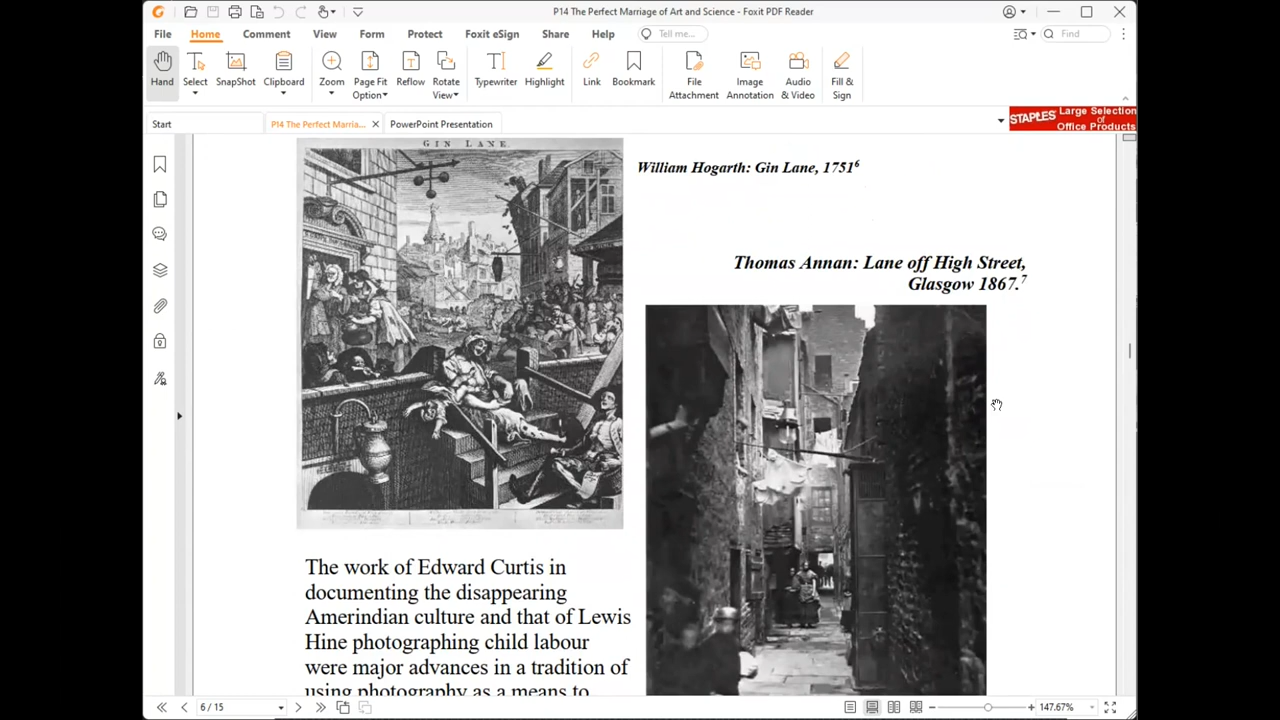 P14 The Perfect Marriage of Art and Science - Foxit PDF Reader
File Home Comment View Form Protect Foxit eSign Share Help Tell me... Find
Hand Select SnapShot Clipboard Zoom Page Fit Option Reflow Rotate View Typewriter Highlight Link Bookmark File Attachment Image Annotation Audio & Video Fill & Sign
Start P14 The Perfect Marria... PowerPoint Presentation
STAPLES Large Selection
of
Office Products
GIN LANE.
William Hogarth: Gin Lane, 1751⁶
Thomas Annan: Lane off High Street,
Glasgow 1867.⁷
The work of Edward Curtis in
documenting the disappearing
Amerindian culture and that of Lewis
Hine photographing child labour
were major advances in a tradition of
using photography as a means to
6 / 15 147.67%